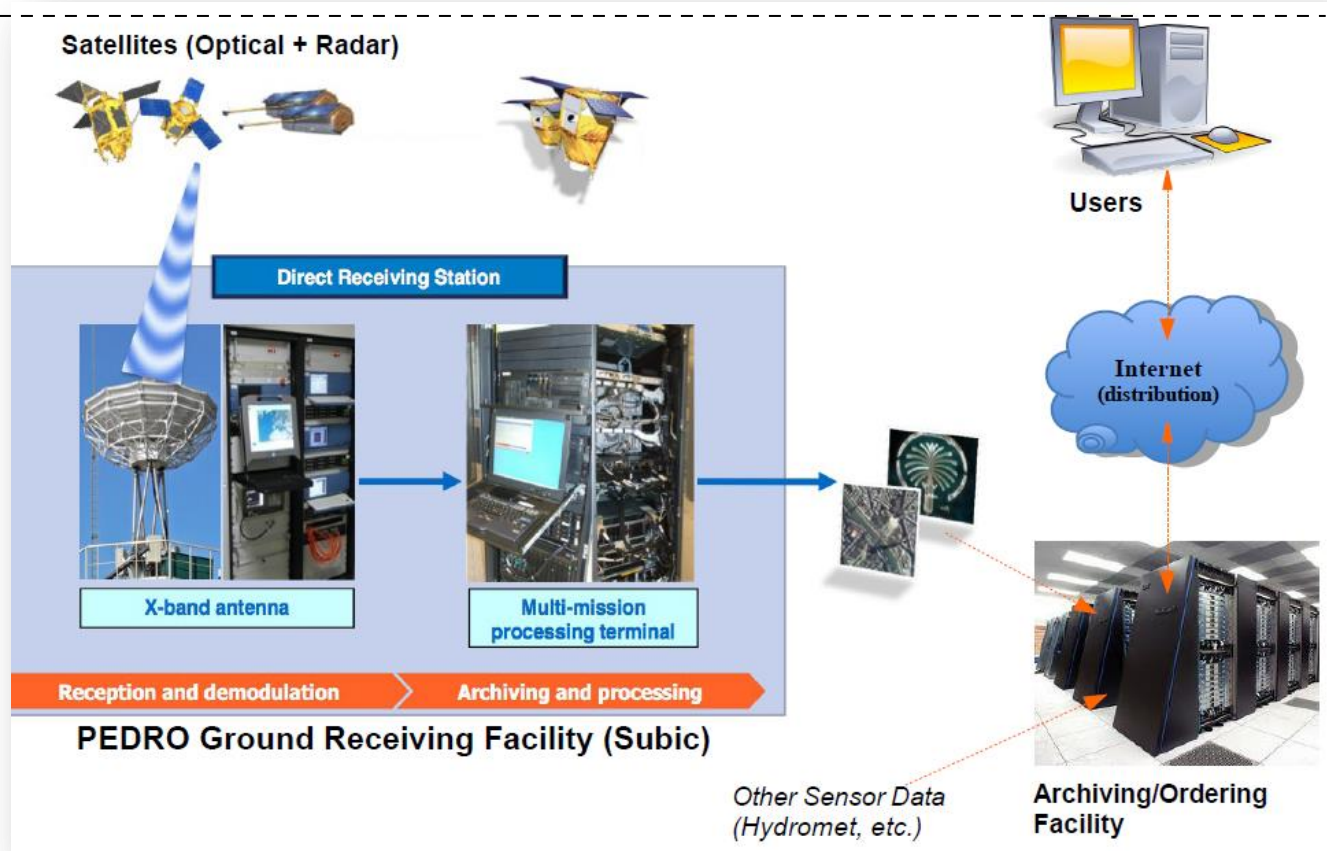 Satellites (Optical + Radar)
Users
Direct Receiving Station
Internet
(distribution)
X-band antenna
Multi-mission
processing terminal
Reception and demodulation
Archiving and processing
PEDRO Ground Receiving Facility (Subic)
Other Sensor Data
(Hydromet, etc.)
Archiving/Ordering
Facility